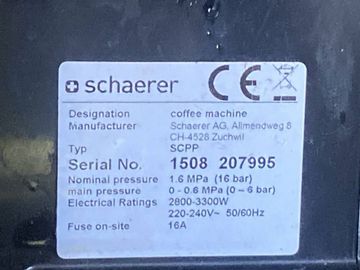 schaerer CE
Designation coffee machine
Manufacturer Schaerer AG, Allmendweg 8
CH-4528 Zuchwil
Typ SCPP
Serial No. 1508 207995
Nominal pressure 1.6 MPa (16 bar)
main pressure 0 - 0.6 MPa (0 – 6 bar)
Electrical Ratings 2800-3300W
220-240V~ 50/60Hz
Fuse on-site 16A